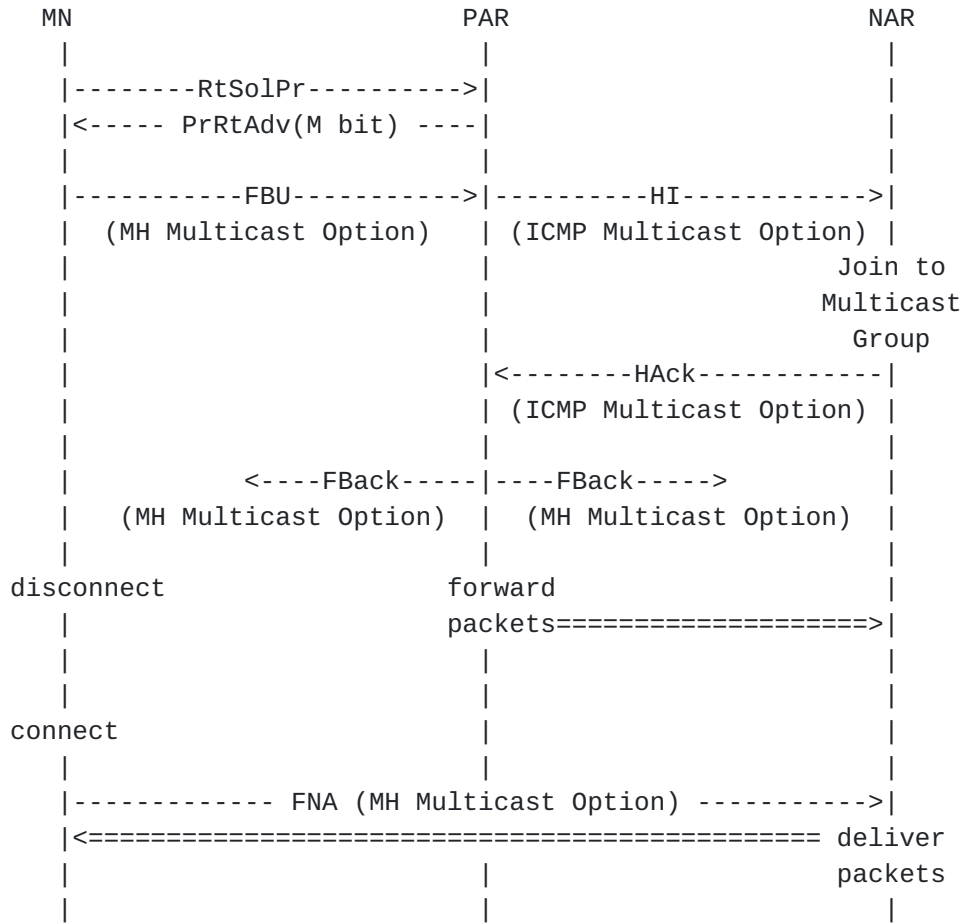 MN                         PAR                       NAR
   |                          |                         |
   |--------RtSolPr---------->|                         |
   |<----- PrRtAdv(M bit) ----|                         |
   |                          |                         |
   |-----------FBU----------->|----------HI------------>|
   |  (MH Multicast Option)   | (ICMP Multicast Option) |
   |                          |                      Join to
   |                          |                     Multicast
   |                          |                       Group
   |                          |<--------HAck------------|
   |                          | (ICMP Multicast Option) |
   |                          |                         |
   |           <----FBack-----|----FBack----->          |
   |   (MH Multicast Option)  |  (MH Multicast Option)  |
   |                          |                         |
disconnect                  forward                     |
   |                        packets====================>|
   |                          |                         |
   |                          |                         |
connect                       |                         |
   |                          |                         |
   |------------- FNA (MH Multicast Option) ----------->|
   |<=============================================== deliver
   |                          |                      packets
   |                          |                         |